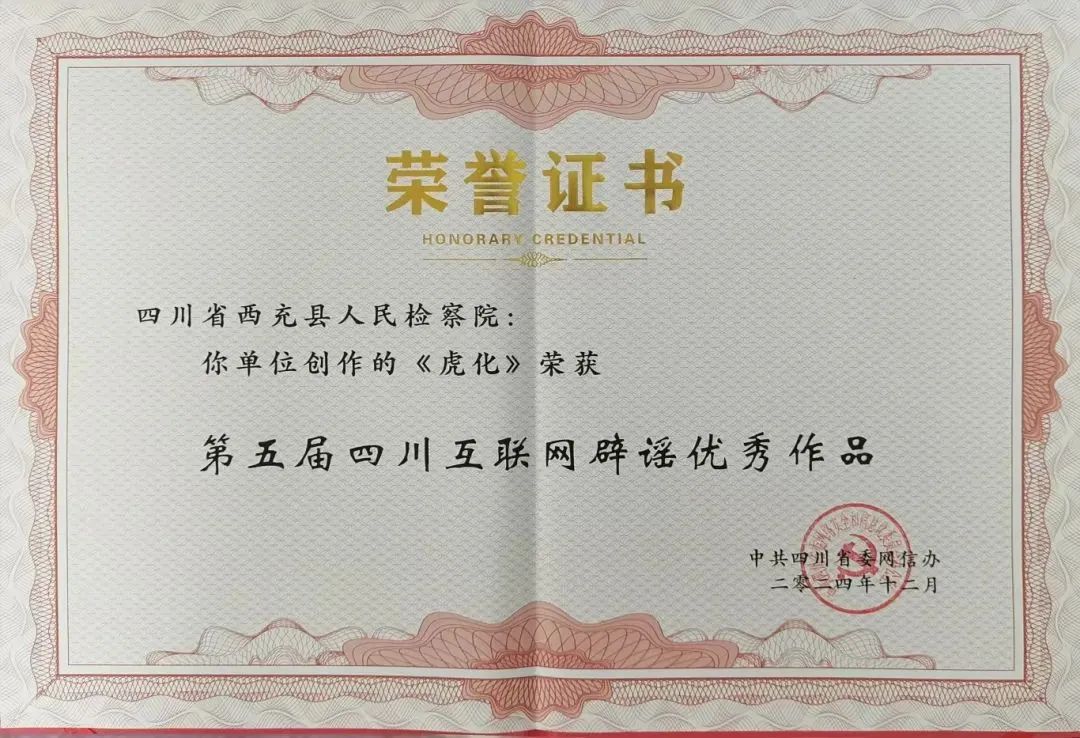 荣誉证书
HONORARY CREDENTIAL
四川省西充县人民检察院：
你单位创作的《虎化》荣获
第五届四川互联网辟谣优秀作品
中共四川省委网信办
二零二四年十二月